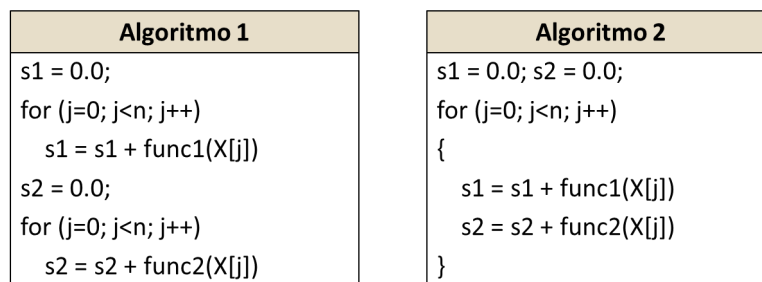 Algoritmo 1
s1 = 0.0;
for (j=0; j<n; j++)
s1 = s1 + func1(X[j])
s2 = 0.0;
for (j=0; j<n; j++)
s2 = s2 + func2(X[j])
Algoritmo 2
s1 = 0.0; s2 = 0.0;
for (j=0; j<n; j++)
{
s1 = s1 + func1(X[j])
s2 = s2 + func2(X[j])
}